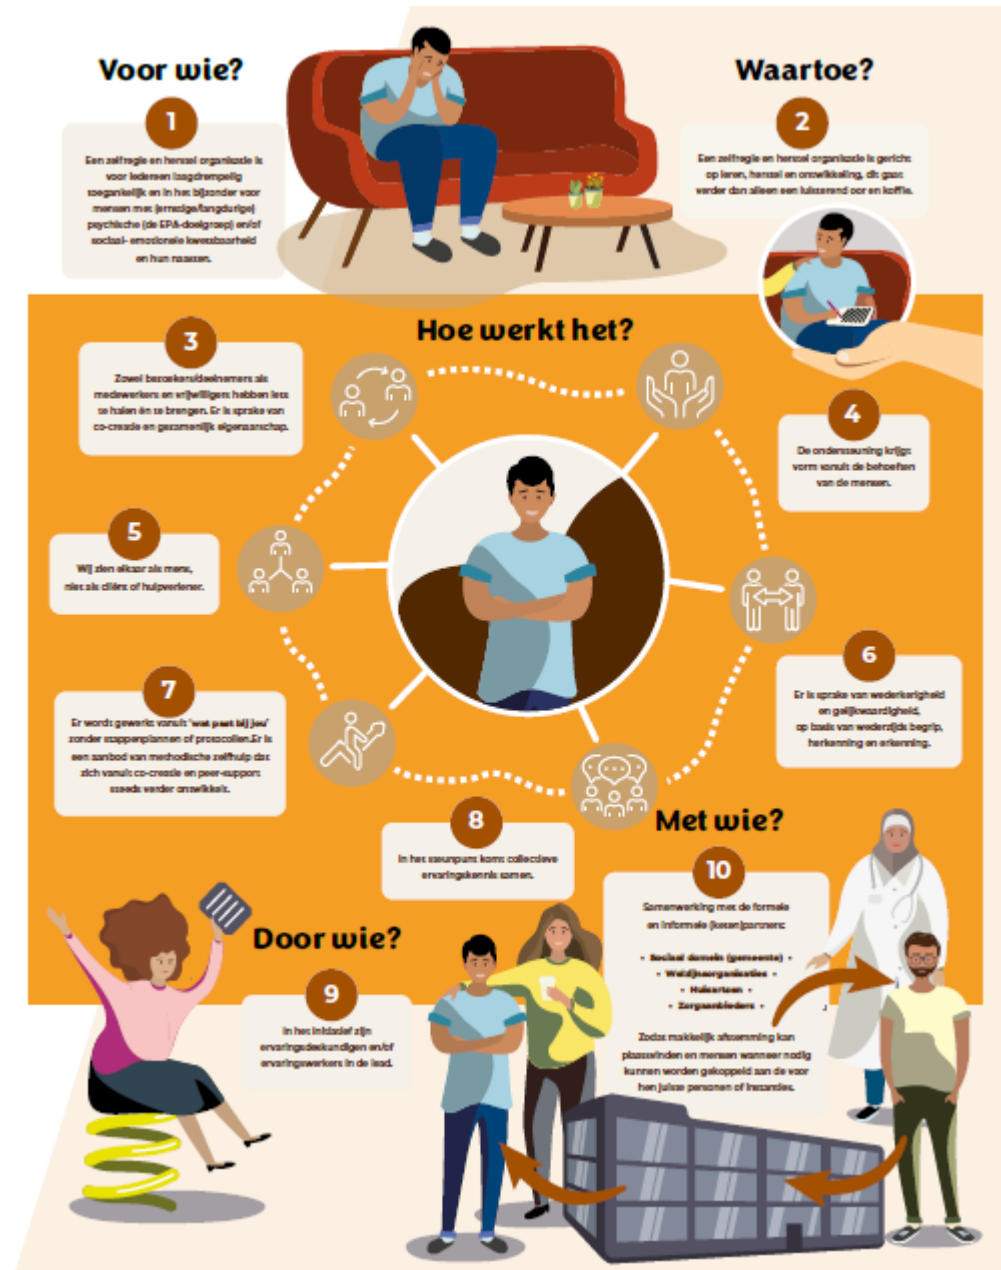 Voor wie?
1
Een zelfregie en herstel organisatie is
voor iedereen laagdrempelig
toegankelijk en in het bijzonder voor
mensen met (ernstige/langdurige)
psychische (de EPA-doelgroep) en/of
sociaal- emotionele kwetsbaarheid
en hun naasten.
Waartoe?
2
Een zelfregie en herstel organisatie is gericht
op leren, herstel en ontwikkeling, dit gaat
verder dan alleen een luisterend oor en koffie.
Hoe werkt het?
3
Zowel bezoekers/deelnemers als
medewerkers en vrijwilligers hebben iets
te halen én te brengen. Er is sprake van
co-creatie en gezamenlijk eigenaarschap.
4
De ondersteuning krijgt
vorm vanuit de behoeften
van de mensen.
5
Wij zien elkaar als mens,
niet als cliënt of hulpverlener.
6
Er is sprake van wederkerigheid
en gelijkwaardigheid,
op basis van wederzijds begrip,
herkenning en erkenning.
7
Er wordt gewerkt vanuit 'wat past bij jou'
zonder stappenplannen of protocollen.Er is
een aanbod van methodische zelfhulp dat
zich vanuit co-creatie en peer-support
steeds verder ontwikkelt.
8
In het steunpunt komt collectieve
ervaringskennis samen.
Door wie?
9
In het initiatief zijn
ervaringsdeskundigen en/of
ervaringswerkers in de lead.
Met wie?
10
Samenwerking met de formele
en informele (keten)partners:
• Sociaal domein (gemeente) •
• Welzijnsorganisaties •
• Huisartsen •
• Zorgaanbieders •
Zodat makkelijk afstemming kan
plaatsvinden en mensen wanneer nodig
kunnen worden gekoppeld aan de voor
hen juiste personen of instanties.